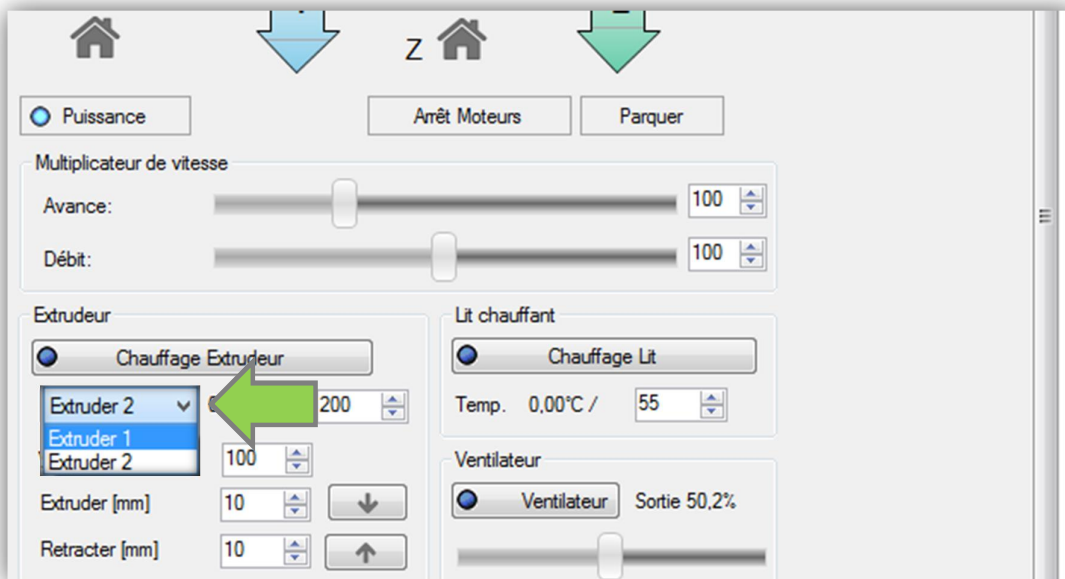 Z
Puissance
Arrêt Moteurs
Parquer
Multiplicateur de vitesse
Avance:
100
Débit:
100
Extrudeur
Lit chauffant
Chauffage Extrudeur
Chauffage Lit
Extruder 2
200
Temp. 0,00°C /
55
Extruder 1
Extruder 2
100
Ventilateur
Extruder [mm]
10
Ventilateur
Sortie 50,2%
Retracter [mm]
10